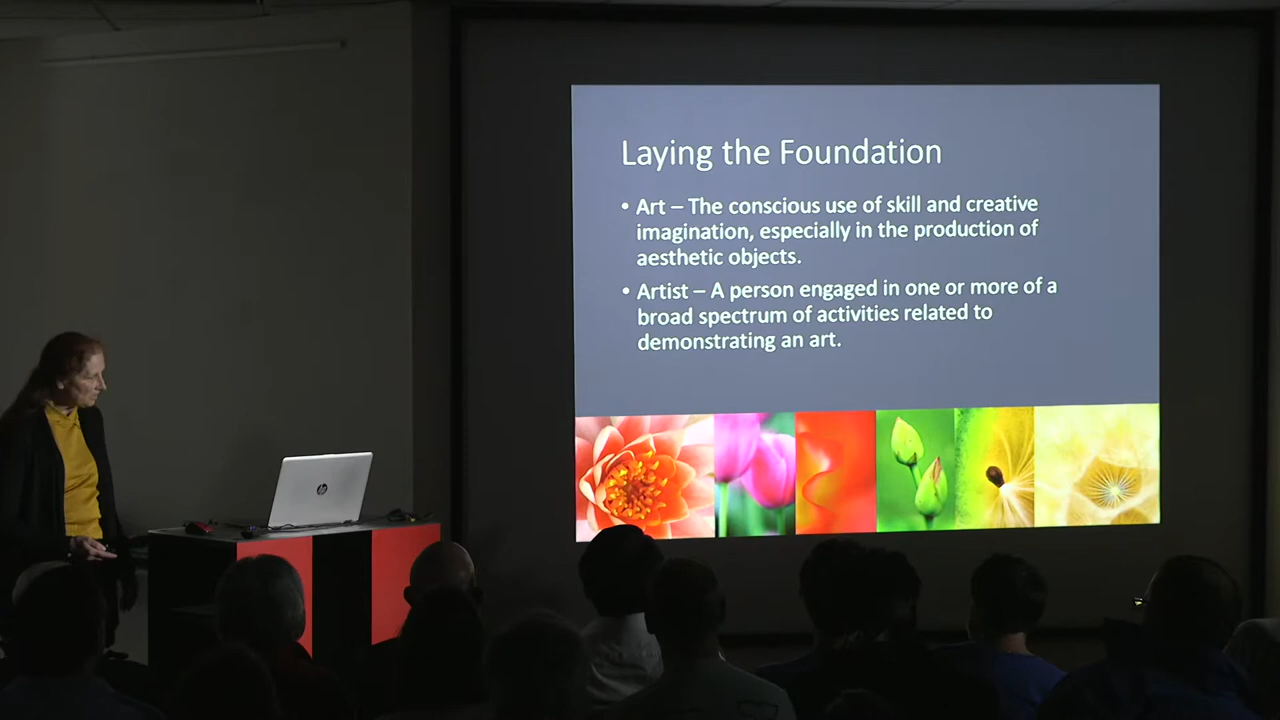 Laying the Foundation
• Art – The conscious use of skill and creative
imagination, especially in the production of
aesthetic objects.
• Artist – A person engaged in one or more of a
broad spectrum of activities related to
demonstrating an art.
hp